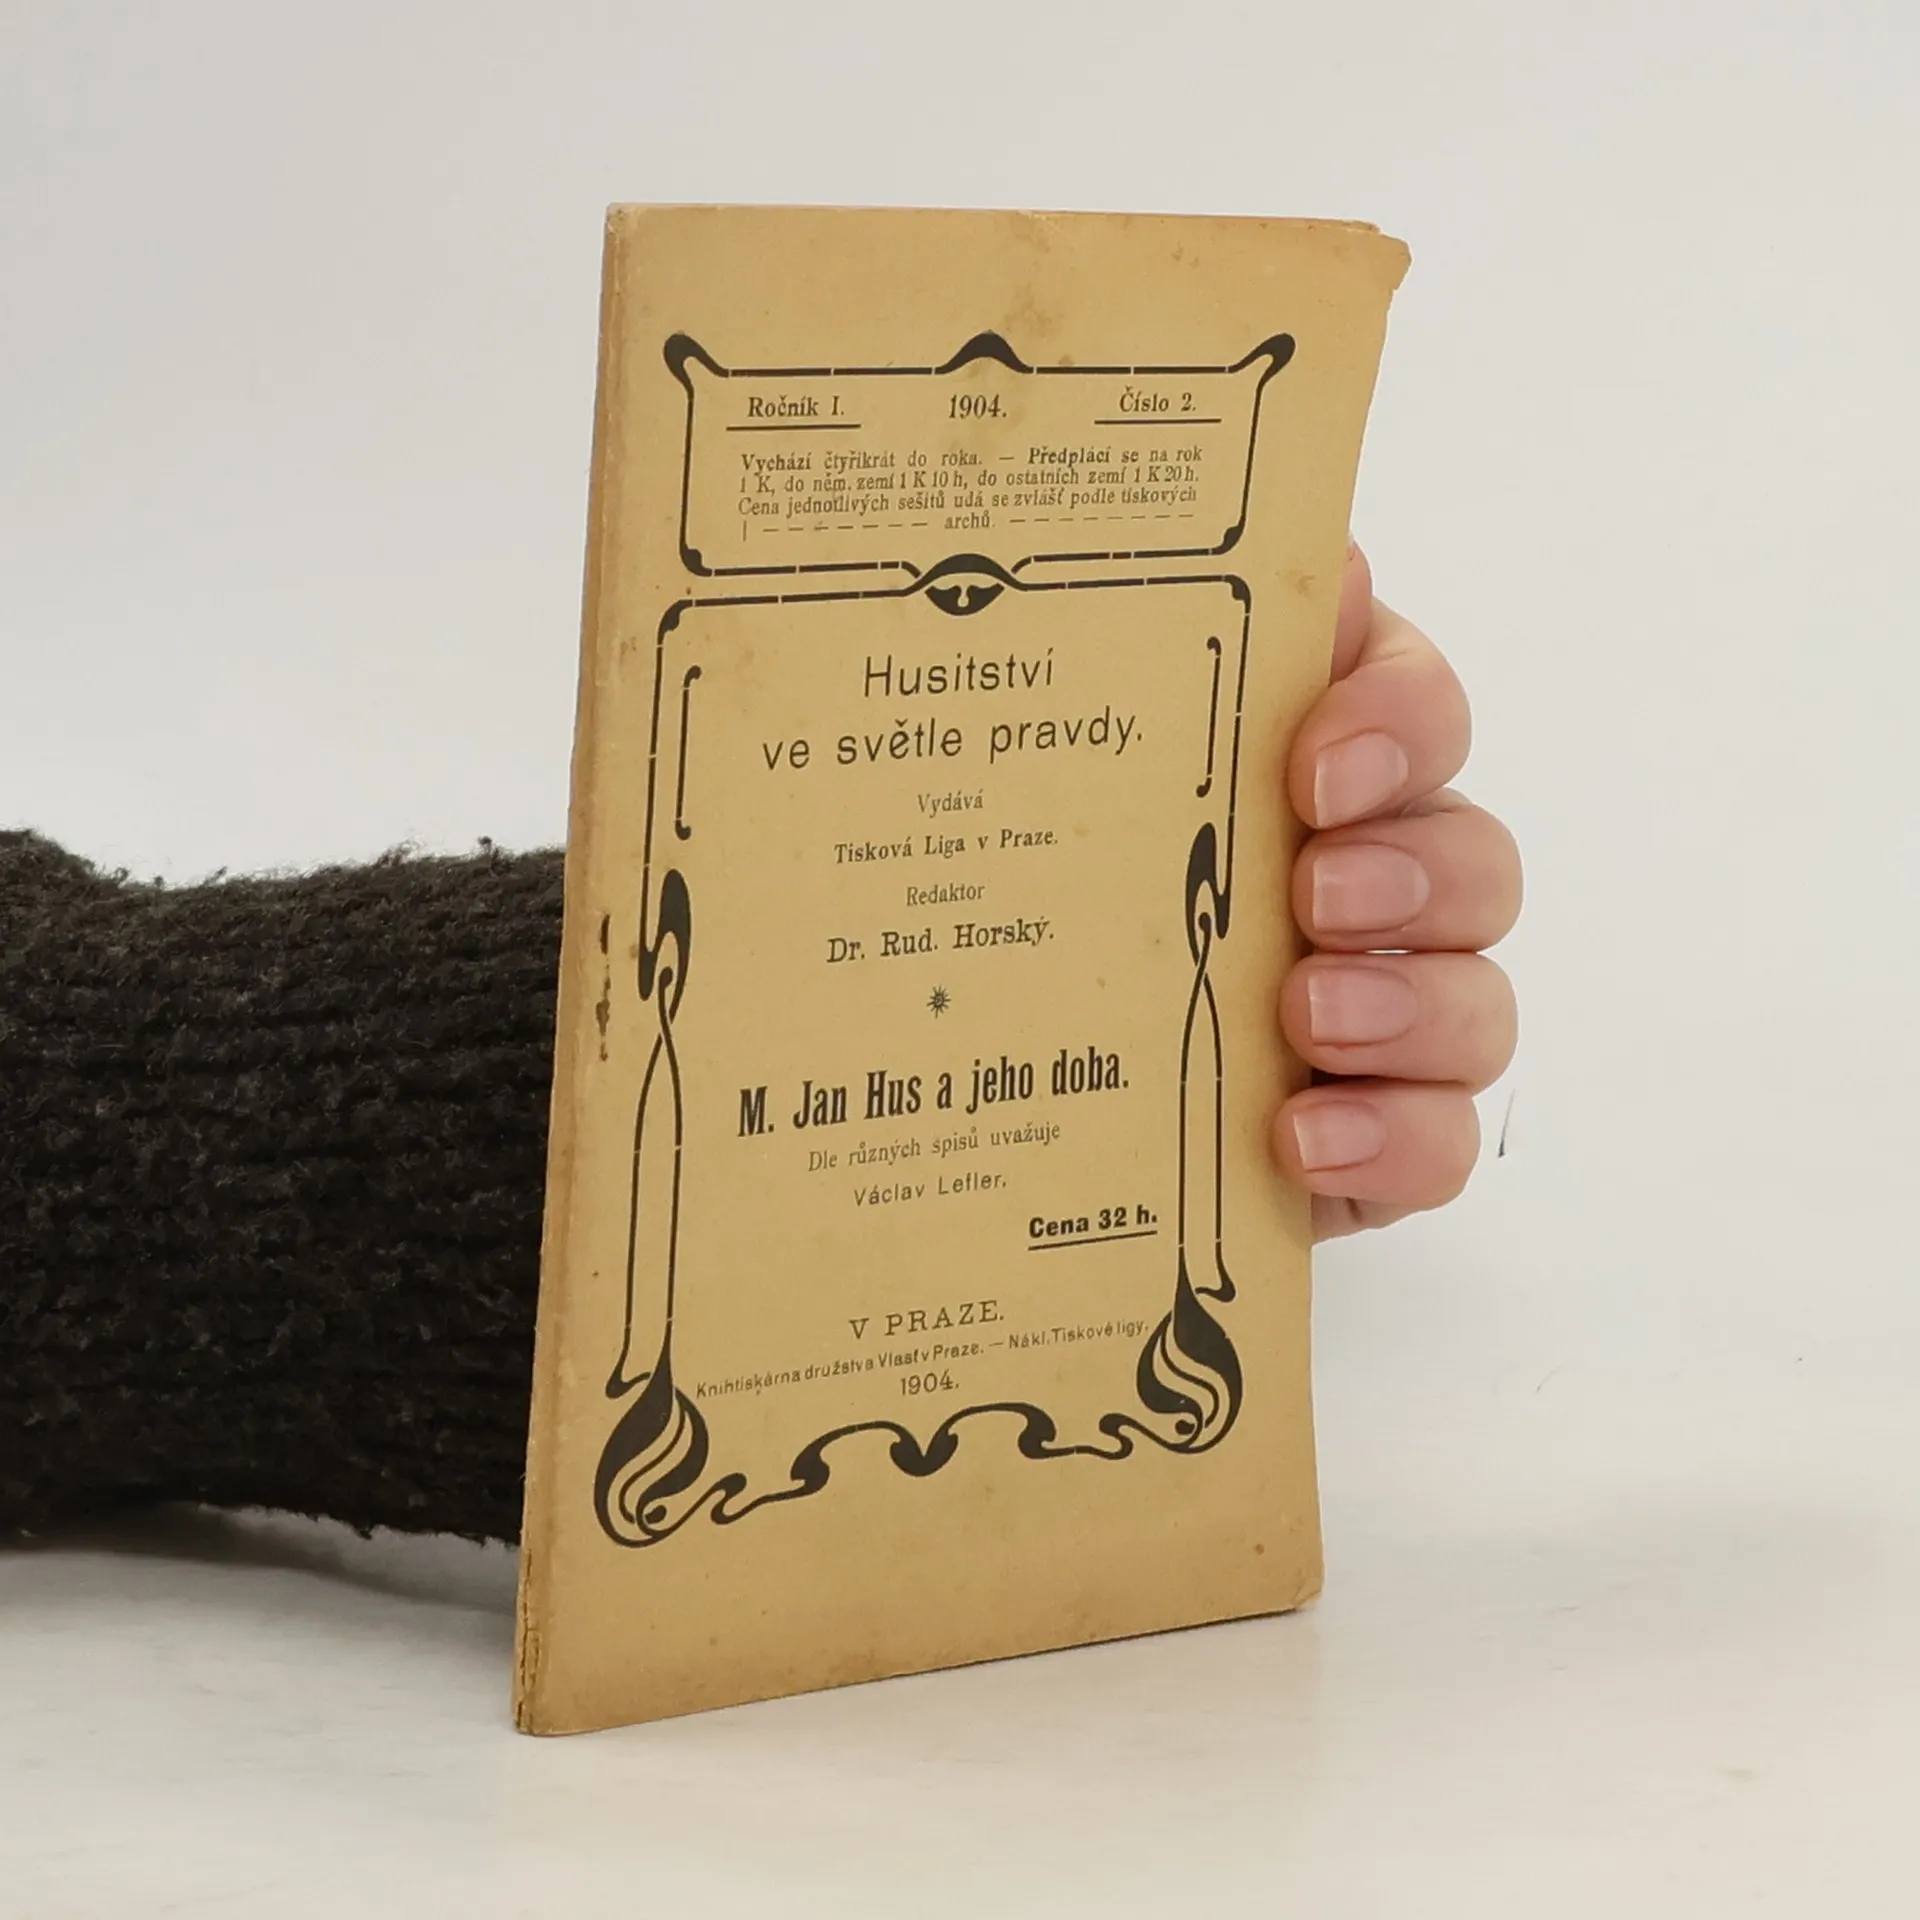 Ročník I. 1904. Číslo 2.
Vychází čtyřikrát do roka. — Předplácí se na rok
1 K, do něm. zemí 1 K 10 h, do ostatních zemí 1 K 20 h.
Cena jednotlivých sešitů udá se zvlášť podle tiskových
archů.
Husitství
ve světle pravdy.
Vydává
Tisková Liga v Praze.
Redaktor
Dr. Rud. Horský.
M. Jan Hus a jeho doba.
Dle různých spisů uvažuje
Václav Lefler.
Cena 32 h.
V PRAZE.
Knihtiskárna družstva Vlasť v Praze. — Nákl. Tiskové ligy.
1904.